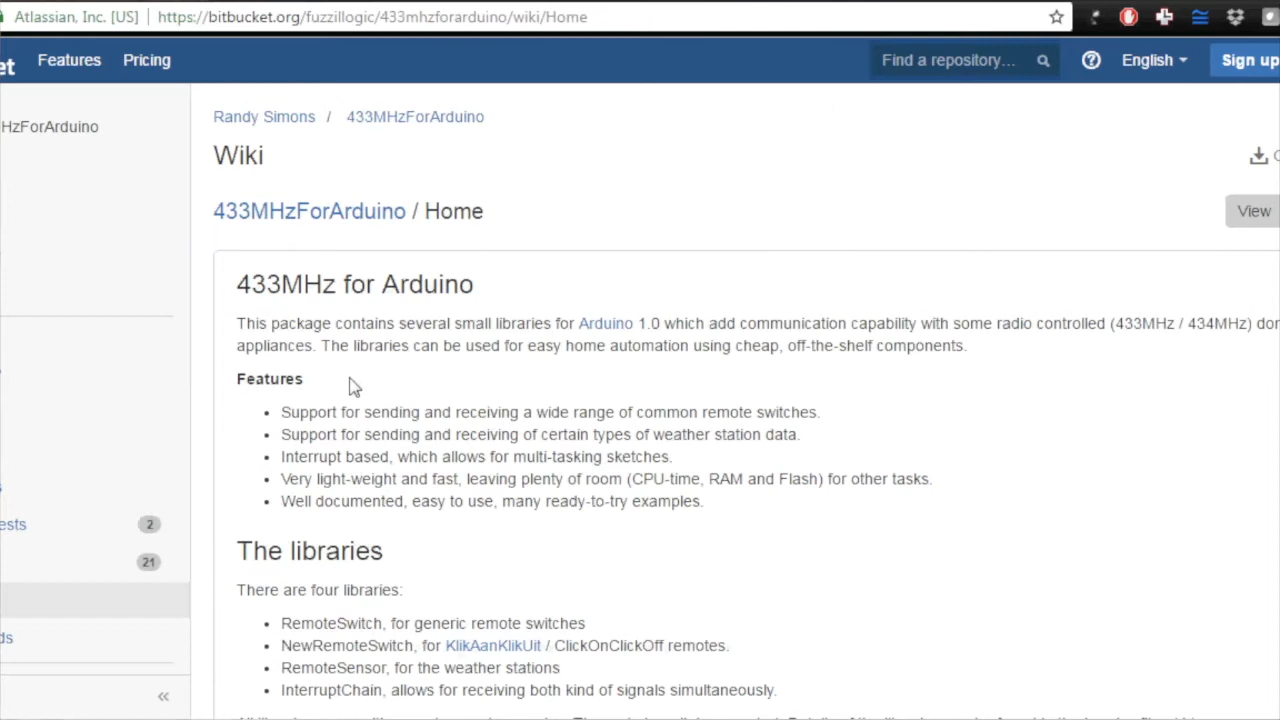 Atlassian, Inc. [US] https://bitbucket.org/fuzzillogic/433mhzforarduino/wiki/Home
et Features Pricing Find a repository... English Sign up
HzForArduino
Randy Simons / 433MHzForArduino
Wiki
433MHzForArduino / Home
View
433MHz for Arduino
This package contains several small libraries for Arduino 1.0 which add communication capability with some radio controlled (433MHz / 434MHz)
appliances. The libraries can be used for easy home automation using cheap, off-the-shelf components.
Features
• Support for sending and receiving a wide range of common remote switches.
• Support for sending and receiving of certain types of weather station data.
• Interrupt based, which allows for multi-tasking sketches.
• Very light-weight and fast, leaving plenty of room (CPU-time, RAM and Flash) for other tasks.
• Well documented, easy to use, many ready-to-try examples.
ests 2
21
The libraries
There are four libraries:
• RemoteSwitch, for generic remote switches
• NewRemoteSwitch, for KlikAanKlikUit / ClickOnClickOff remotes.
• RemoteSensor, for the weather stations
• InterruptChain, allows for receiving both kind of signals simultaneously.
ds
«